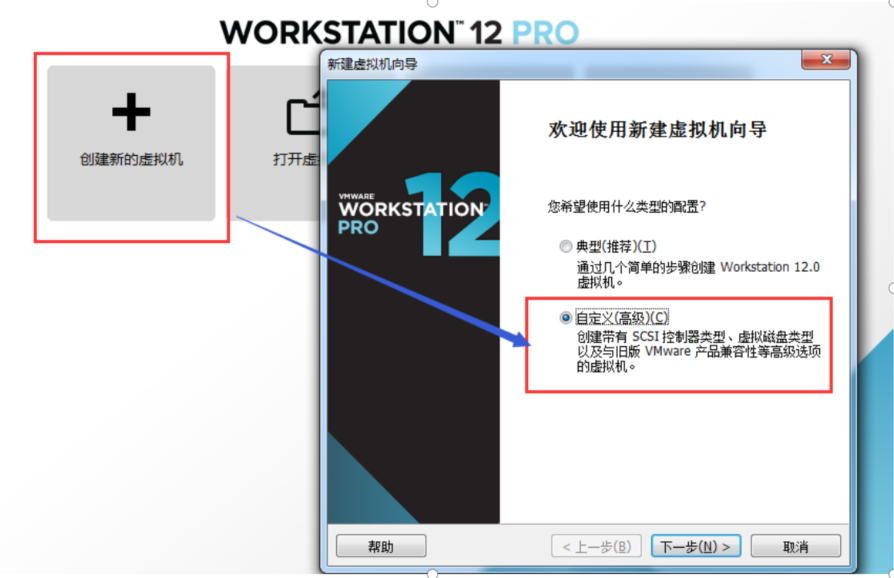 WORKSTATION™ 12 PRO
创建新的虚拟机
打开虚
新建虚拟机向导
VMWARE
WORKSTATION™
PRO
12
欢迎使用新建虚拟机向导
您希望使用什么类型的配置?
典型(推荐)(T)
通过几个简单的步骤创建 Workstation 12.0
虚拟机。
自定义(高级)(C)
创建带有 SCSI 控制器类型、虚拟磁盘类型
以及与旧版 VMware 产品兼容性等高级选项
的虚拟机。
帮助
< 上一步(B)
下一步(N) >
取消